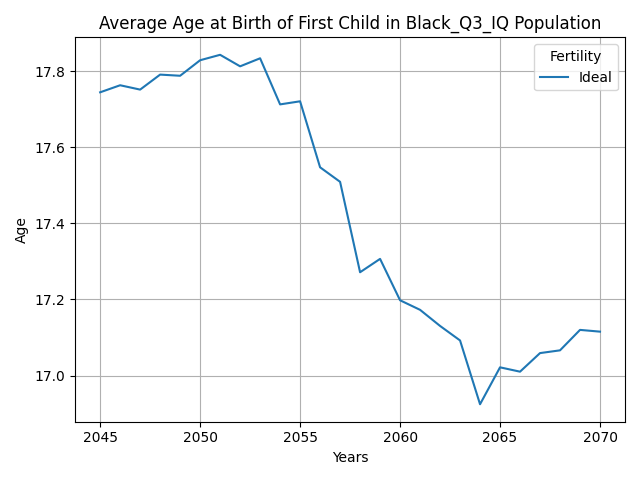 Average Age at Birth of First Child in Black_Q3_IQ Population
Fertility
Ideal
17.8
17.6
17.4
17.2
17.0
Age
2045 2050 2055 2060 2065 2070
Years